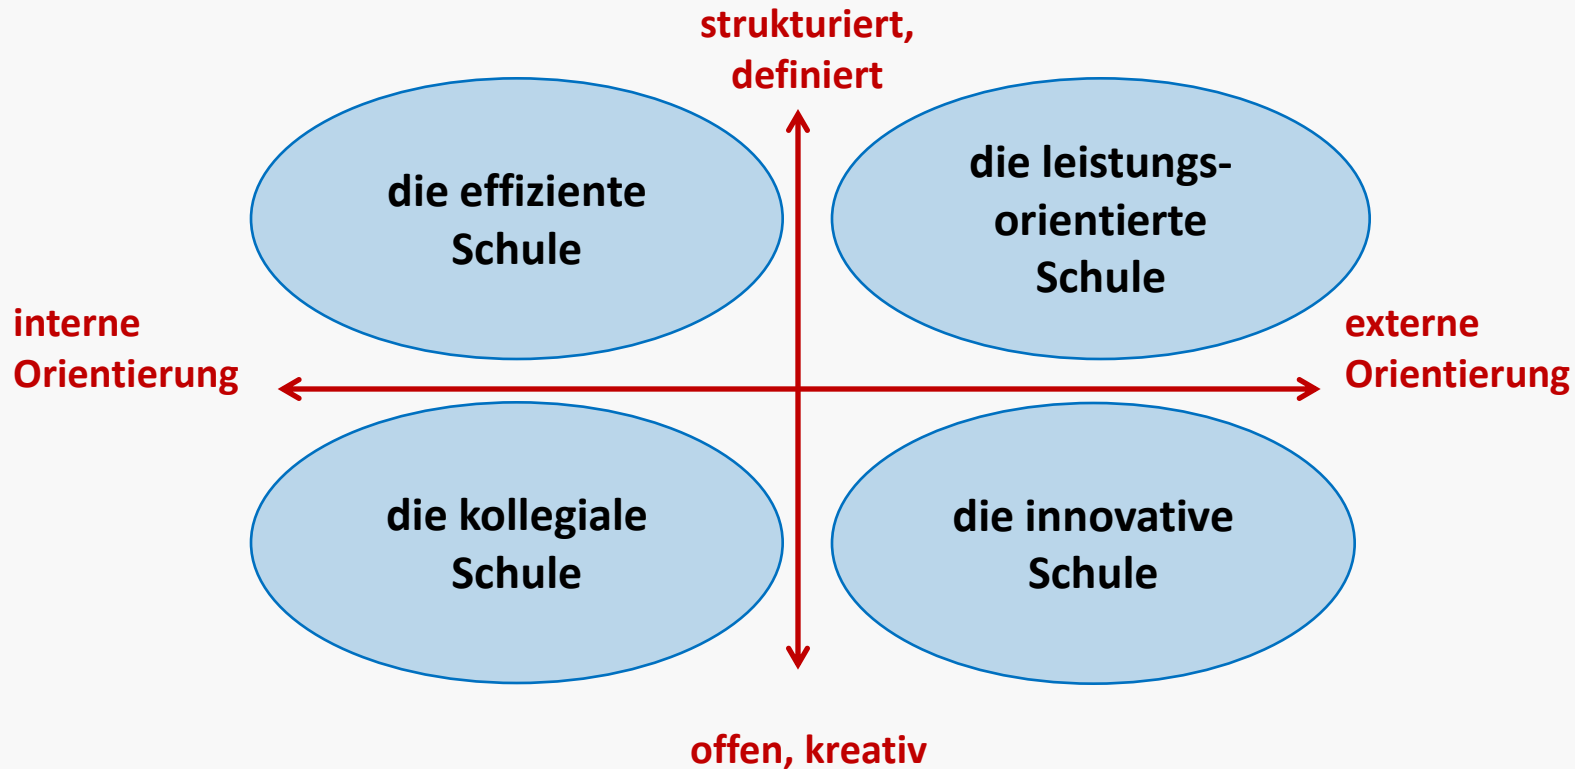 strukturiert,
definiert
die effiziente
Schule
die leistungs-
orientierte
Schule
interne
Orientierung
externe
Orientierung
die kollegiale
Schule
die innovative
Schule
offen, kreativ